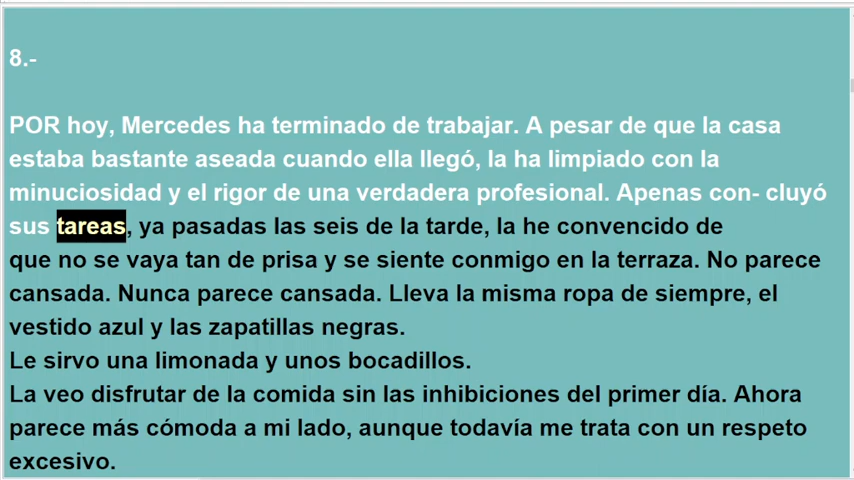 8.-
POR hoy, Mercedes ha terminado de trabajar. A pesar de que la casa
estaba bastante aseada cuando ella llegó, la ha limpiado con la
minuciosidad y el rigor de una verdadera profesional. Apenas con- cluyó
sus tareas, ya pasadas las seis de la tarde, la he convencido de
que no se vaya tan de prisa y se siente conmigo en la terraza. No parece
cansada. Nunca parece cansada. Lleva la misma ropa de siempre, el
vestido azul y las zapatillas negras.
Le sirvo una limonada y unos bocadillos.
La veo disfrutar de la comida sin las inhibiciones del primer día. Ahora
parece más cómoda a mi lado, aunque todavía me trata con un respeto
excesivo.